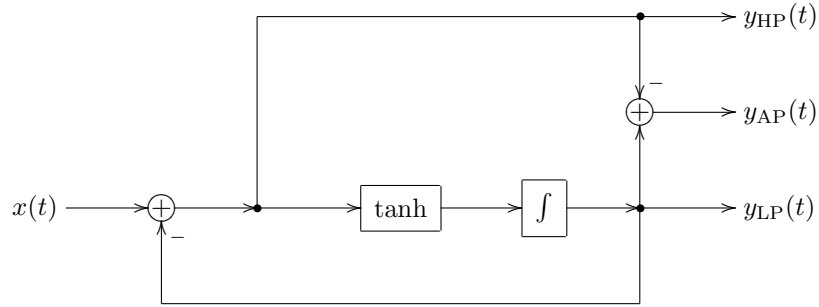 y_HP(t)
−
+
y_AP(t)
x(t)
+
tanh
∫
y_LP(t)
−